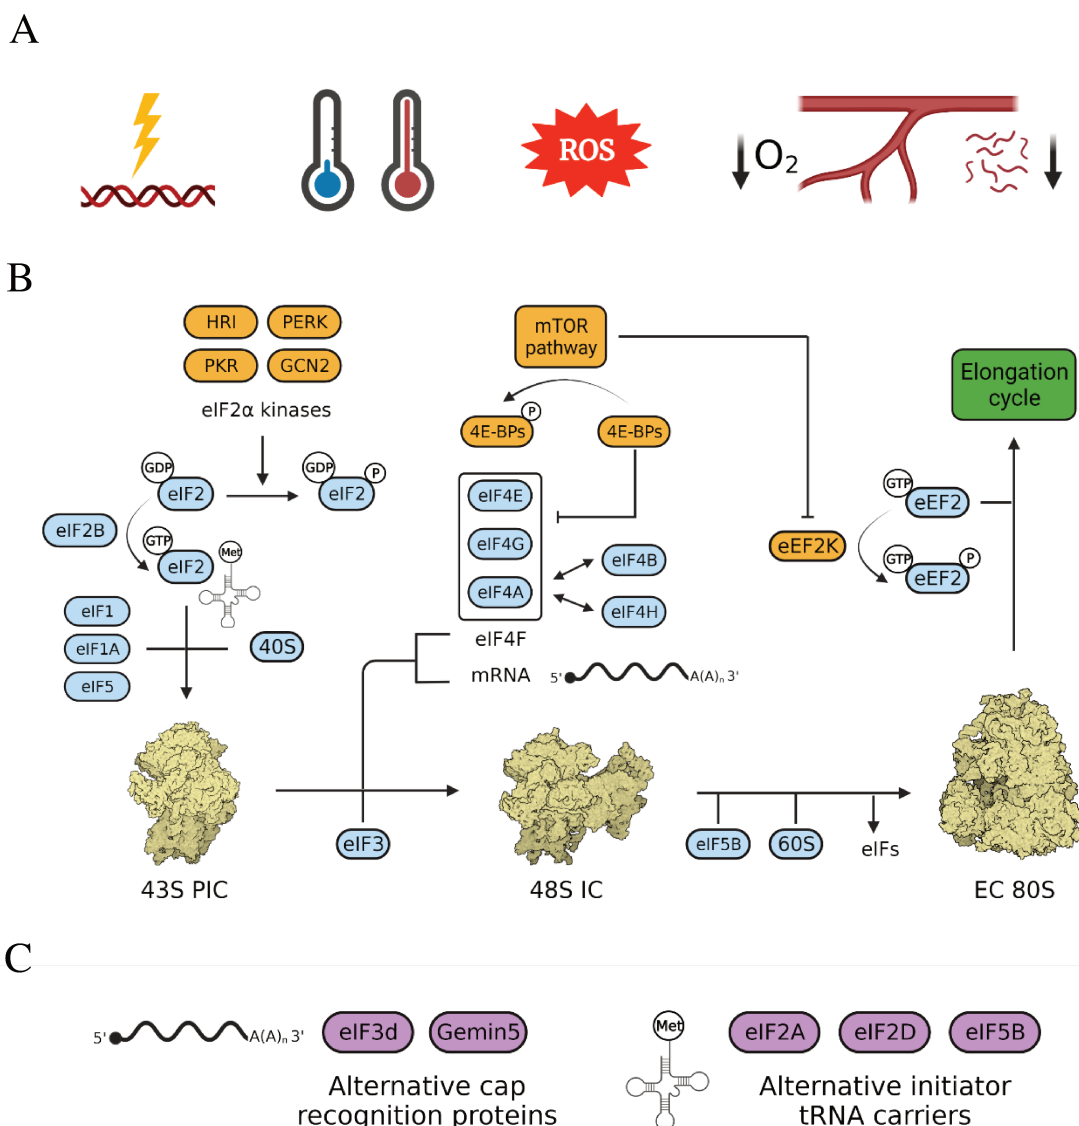 A
ROS
O₂
B
HRI
PERK
PKR
GCN2
eIF2α kinases
GDP
eIF2
GDP
P
eIF2
eIF2B
GTP
eIF2
Met
eIF1
eIF1A
eIF5
40S
mTOR
pathway
P
4E-BPs
4E-BPs
eIF4E
eIF4G
eIF4A
eIF4B
eIF4H
eIF4F
mRNA
5' A(A)ₙ 3'
eEF2K
Elongation
cycle
GTP
eEF2
GTP
P
eEF2
eIF3
eIF5B
60S
eIFs
43S PIC
48S IC
EC 80S
C
5' A(A)ₙ 3'
eIF3d
Gemin5
Alternative cap
recognition proteins
Met
eIF2A
eIF2D
eIF5B
Alternative initiator
tRNA carriers